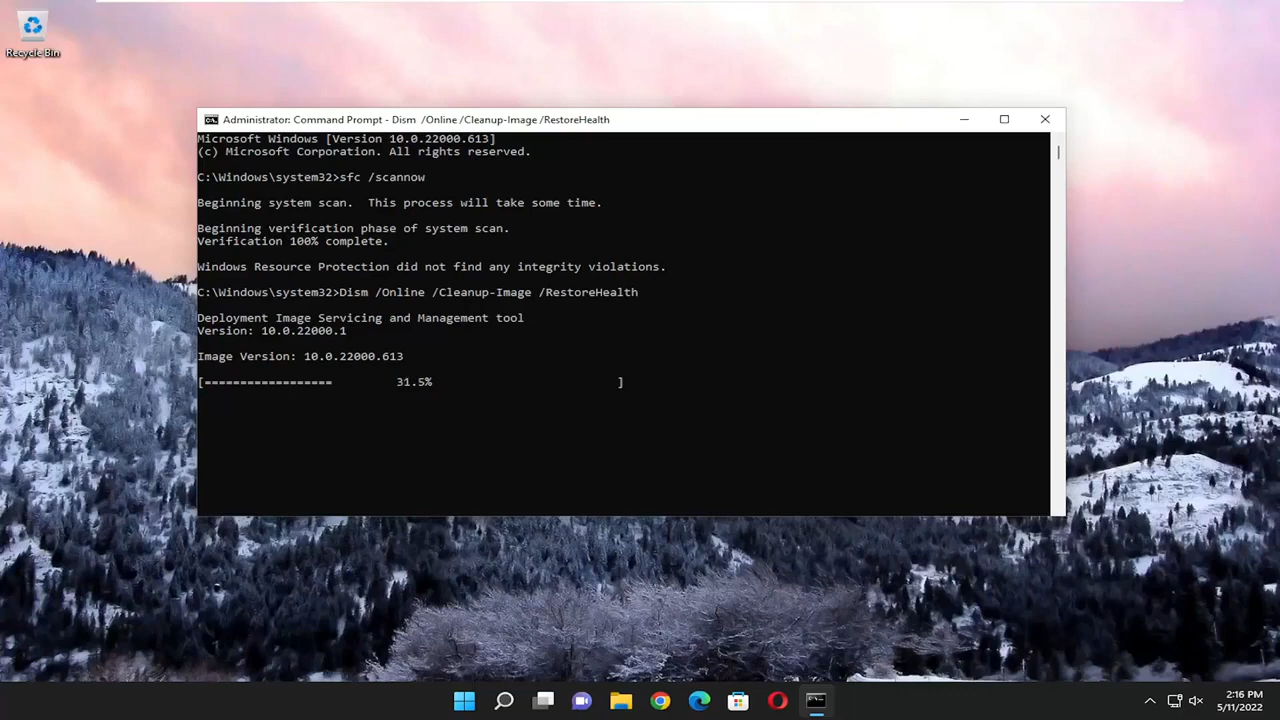 Recycle Bin
Administrator: Command Prompt - Dism /Online /Cleanup-Image /RestoreHealth
Microsoft Windows [Version 10.0.22000.613]
(c) Microsoft Corporation. All rights reserved.
C:\Windows\system32>sfc /scannow
Beginning system scan.  This process will take some time.
Beginning verification phase of system scan.
Verification 100% complete.
Windows Resource Protection did not find any integrity violations.
C:\Windows\system32>Dism /Online /Cleanup-Image /RestoreHealth
Deployment Image Servicing and Management tool
Version: 10.0.22000.1
Image Version: 10.0.22000.613
[==================         31.5%                          ]
2:16 PM
5/11/2022